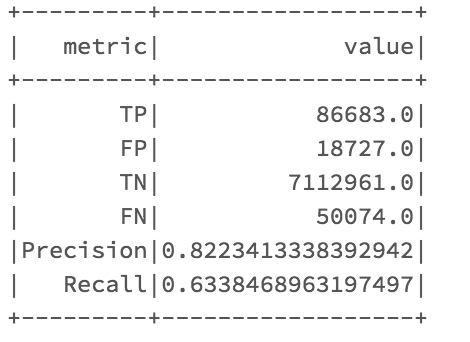 +---------+------------------+
|   metric|             value|
+---------+------------------+
|       TP|           86683.0|
|       FP|           18727.0|
|       TN|         7112961.0|
|       FN|           50074.0|
|Precision|0.8223413338392942|
|   Recall|0.6338468963197497|
+---------+------------------+